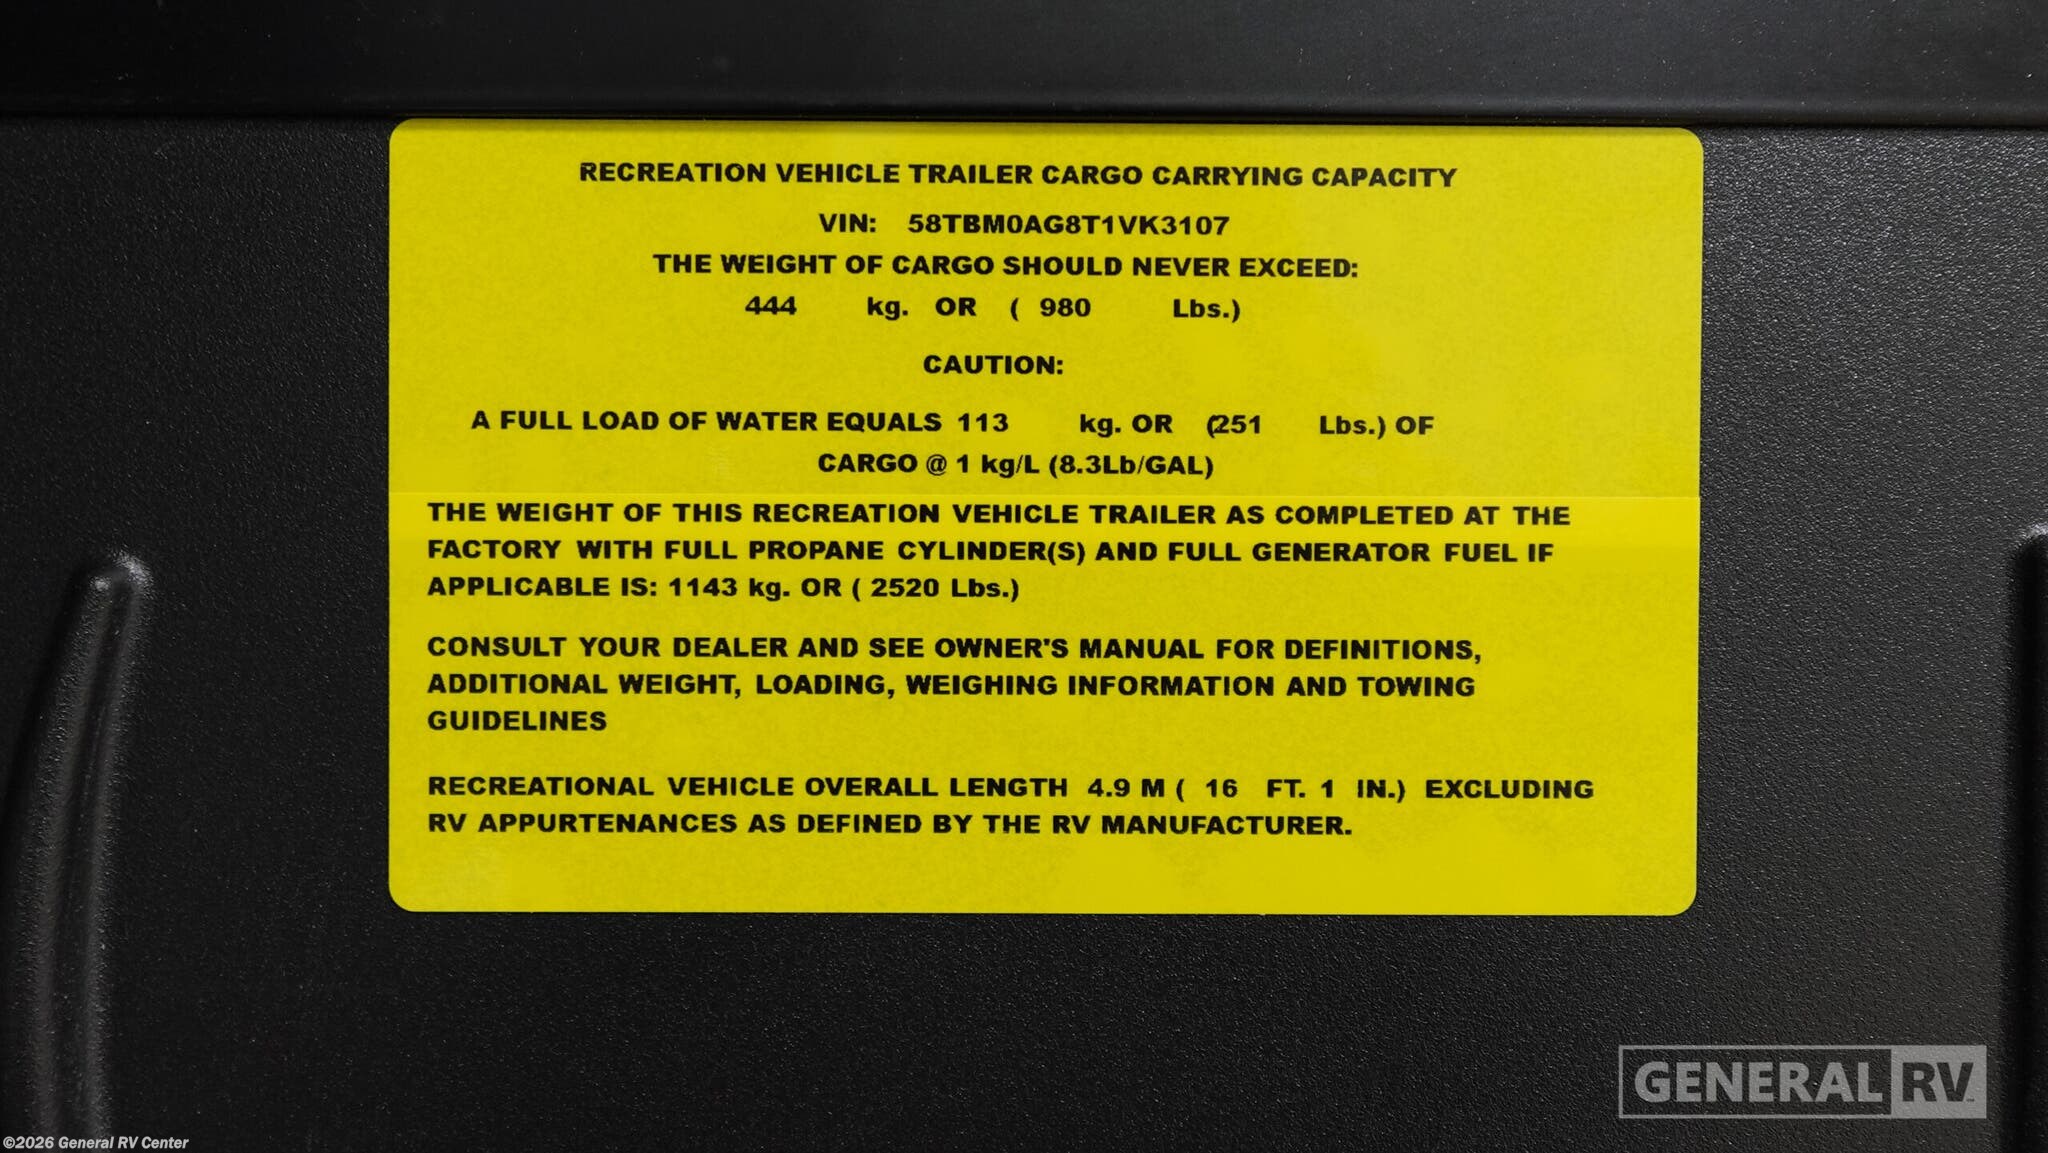 RECREATION VEHICLE TRAILER CARGO CARRYING CAPACITY
VIN: 58TBM0AG8T1VK3107
THE WEIGHT OF CARGO SHOULD NEVER EXCEED:
444 kg. OR ( 980 Lbs.)
CAUTION:
A FULL LOAD OF WATER EQUALS 113 kg. OR (251 Lbs.) OF
CARGO @ 1 kg/L (8.3Lb/GAL)
THE WEIGHT OF THIS RECREATION VEHICLE TRAILER AS COMPLETED AT THE
FACTORY WITH FULL PROPANE CYLINDER(S) AND FULL GENERATOR FUEL IF
APPLICABLE IS: 1143 kg. OR ( 2520 Lbs.)
CONSULT YOUR DEALER AND SEE OWNER'S MANUAL FOR DEFINITIONS,
ADDITIONAL WEIGHT, LOADING, WEIGHING INFORMATION AND TOWING
GUIDELINES
RECREATIONAL VEHICLE OVERALL LENGTH 4.9 M ( 16 FT. 1 IN.) EXCLUDING
RV APPURTENANCES AS DEFINED BY THE RV MANUFACTURER.
GENERAL RV
©2026 General RV Center